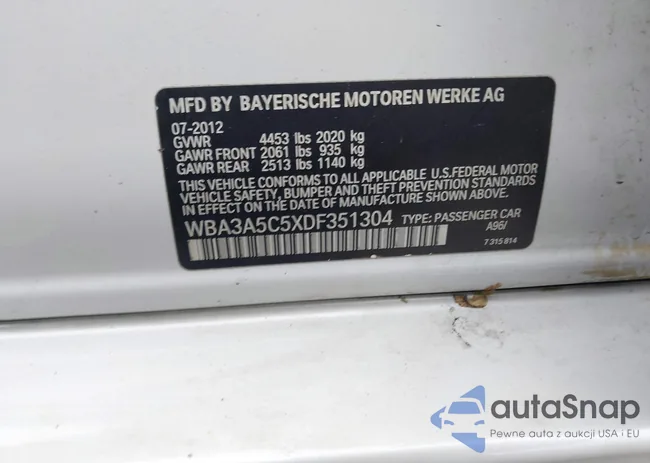 MFD BY BAYERISCHE MOTOREN WERKE AG
07-2012
GVWR 4453 lbs 2020 kg
GAWR FRONT 2061 lbs 935 kg
GAWR REAR 2513 lbs 1140 kg
THIS VEHICLE CONFORMS TO ALL APPLICABLE U.S.FEDERAL MOTOR
VEHICLE SAFETY, BUMPER AND THEFT PREVENTION STANDARDS
IN EFFECT ON THE DATE OF MANUFACTURE SHOWN ABOVE.
WBA3A5C5XDF351304 TYPE: PASSENGER CAR
A96/
7 315 814
autoSnap
Pewne auta z aukcji USA i EU